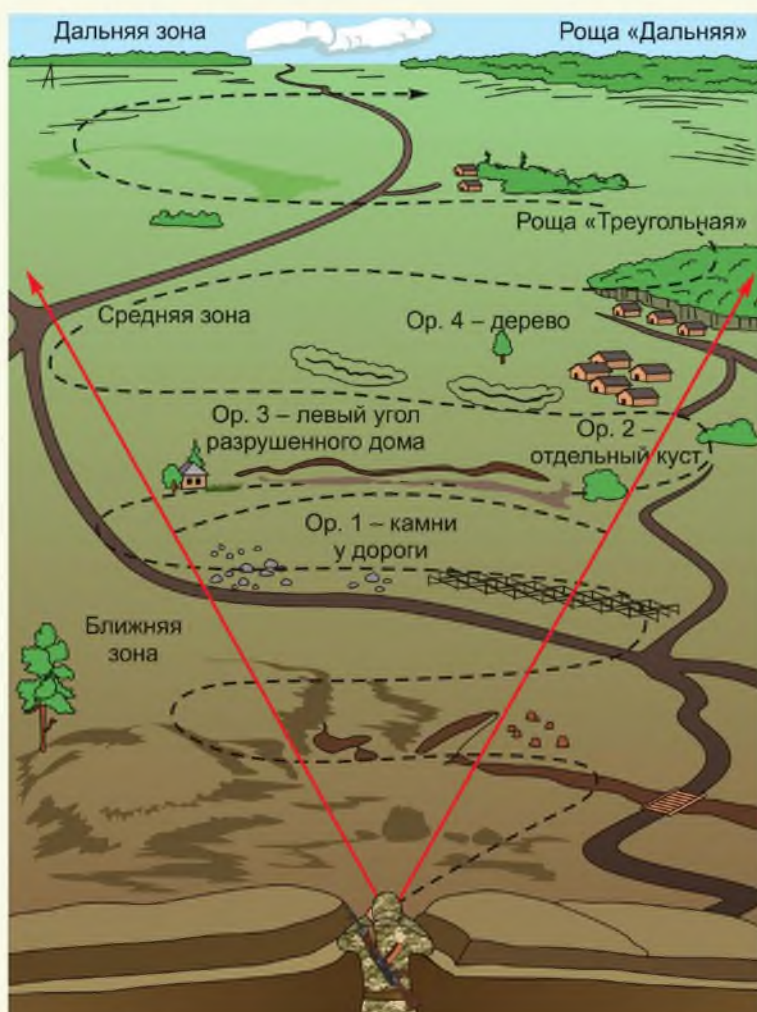 Дальняя зона
Роща «Дальняя»
Роща «Треугольная»
Средняя зона
Ор. 4 – дерево
Ор. 3 – левый угол
разрушенного дома
Ор. 2 –
отдельный куст
Ор. 1 – камни
у дороги
Ближняя
зона